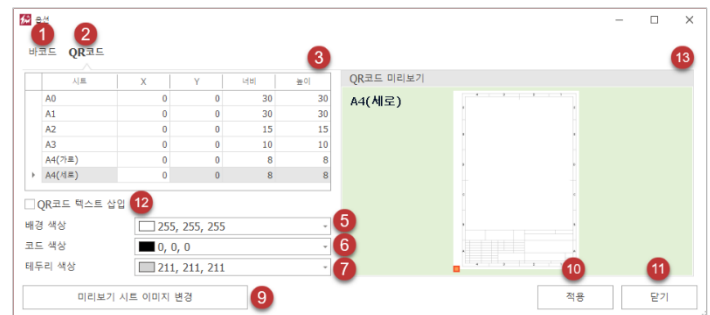 옵션
1 2
바코드 QR코드
3 13
시트 X Y 너비 높이
A0 0 0 30 30
A1 0 0 30 30
A2 0 0 15 15
A3 0 0 10 10
A4(가로) 0 0 8 8
A4(세로) 0 0 8 8
QR코드 미리보기
A4(세로)
QR코드 텍스트 삽입 12
배경 색상 255, 255, 255 5
코드 색상 0, 0, 0 6
테두리 색상 211, 211, 211 7
10 11
미리보기 시트 이미지 변경 9
적용 닫기